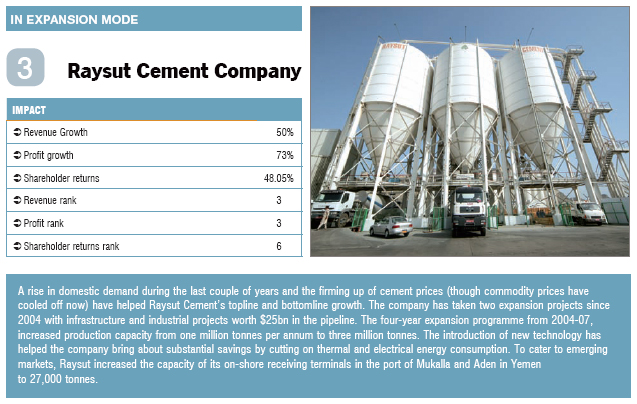 IN EXPANSION MODE
3
Raysut Cement Company
IMPACT
Revenue Growth 50%
Profit growth 73%
Shareholder returns 48.05%
Revenue rank 3
Profit rank 3
Shareholder returns rank 6
RAYSUT
CEMENT
A rise in domestic demand during the last couple of years and the firming up of cement prices (though commodity prices have
cooled off now) have helped Raysut Cement's topline and bottomline growth. The company has taken two expansion projects since
2004 with infrastructure and industrial projects worth $25bn in the pipeline. The four-year expansion programme from 2004-07,
increased production capacity from one million tonnes per annum to three million tonnes. The introduction of new technology has
helped the company bring about substantial savings by cutting on thermal and electrical energy consumption. To cater to emerging
markets, Raysut increased the capacity of its on-shore receiving terminals in the port of Mukalla and Aden in Yemen
to 27,000 tonnes.